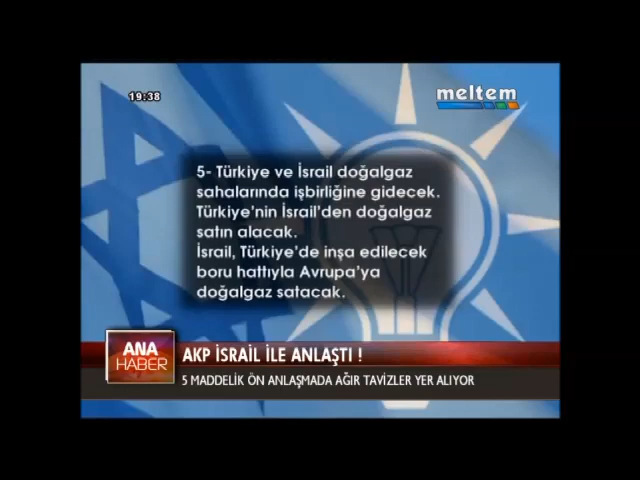 19:38
meltem
5- Türkiye ve İsrail doğalgaz
sahalarında işbirliğine gidecek.
Türkiye'nin İsrail'den doğalgaz
satın alacak.
İsrail, Türkiye'de inşa edilecek
boru hattıyla Avrupa'ya
doğalgaz satacak.
ANA
HABER
AKP İSRAİL İLE ANLAŞTI !
5 MADDELİK ÖN ANLAŞMADA AĞIR TAVİZLER YER ALIYOR